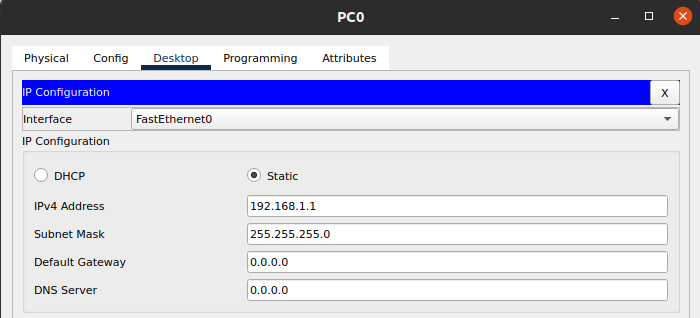 PC0
Physical Config Desktop Programming Attributes
IP Configuration X
Interface FastEthernet0
IP Configuration
DHCP Static
IPv4 Address 192.168.1.1
Subnet Mask 255.255.255.0
Default Gateway 0.0.0.0
DNS Server 0.0.0.0